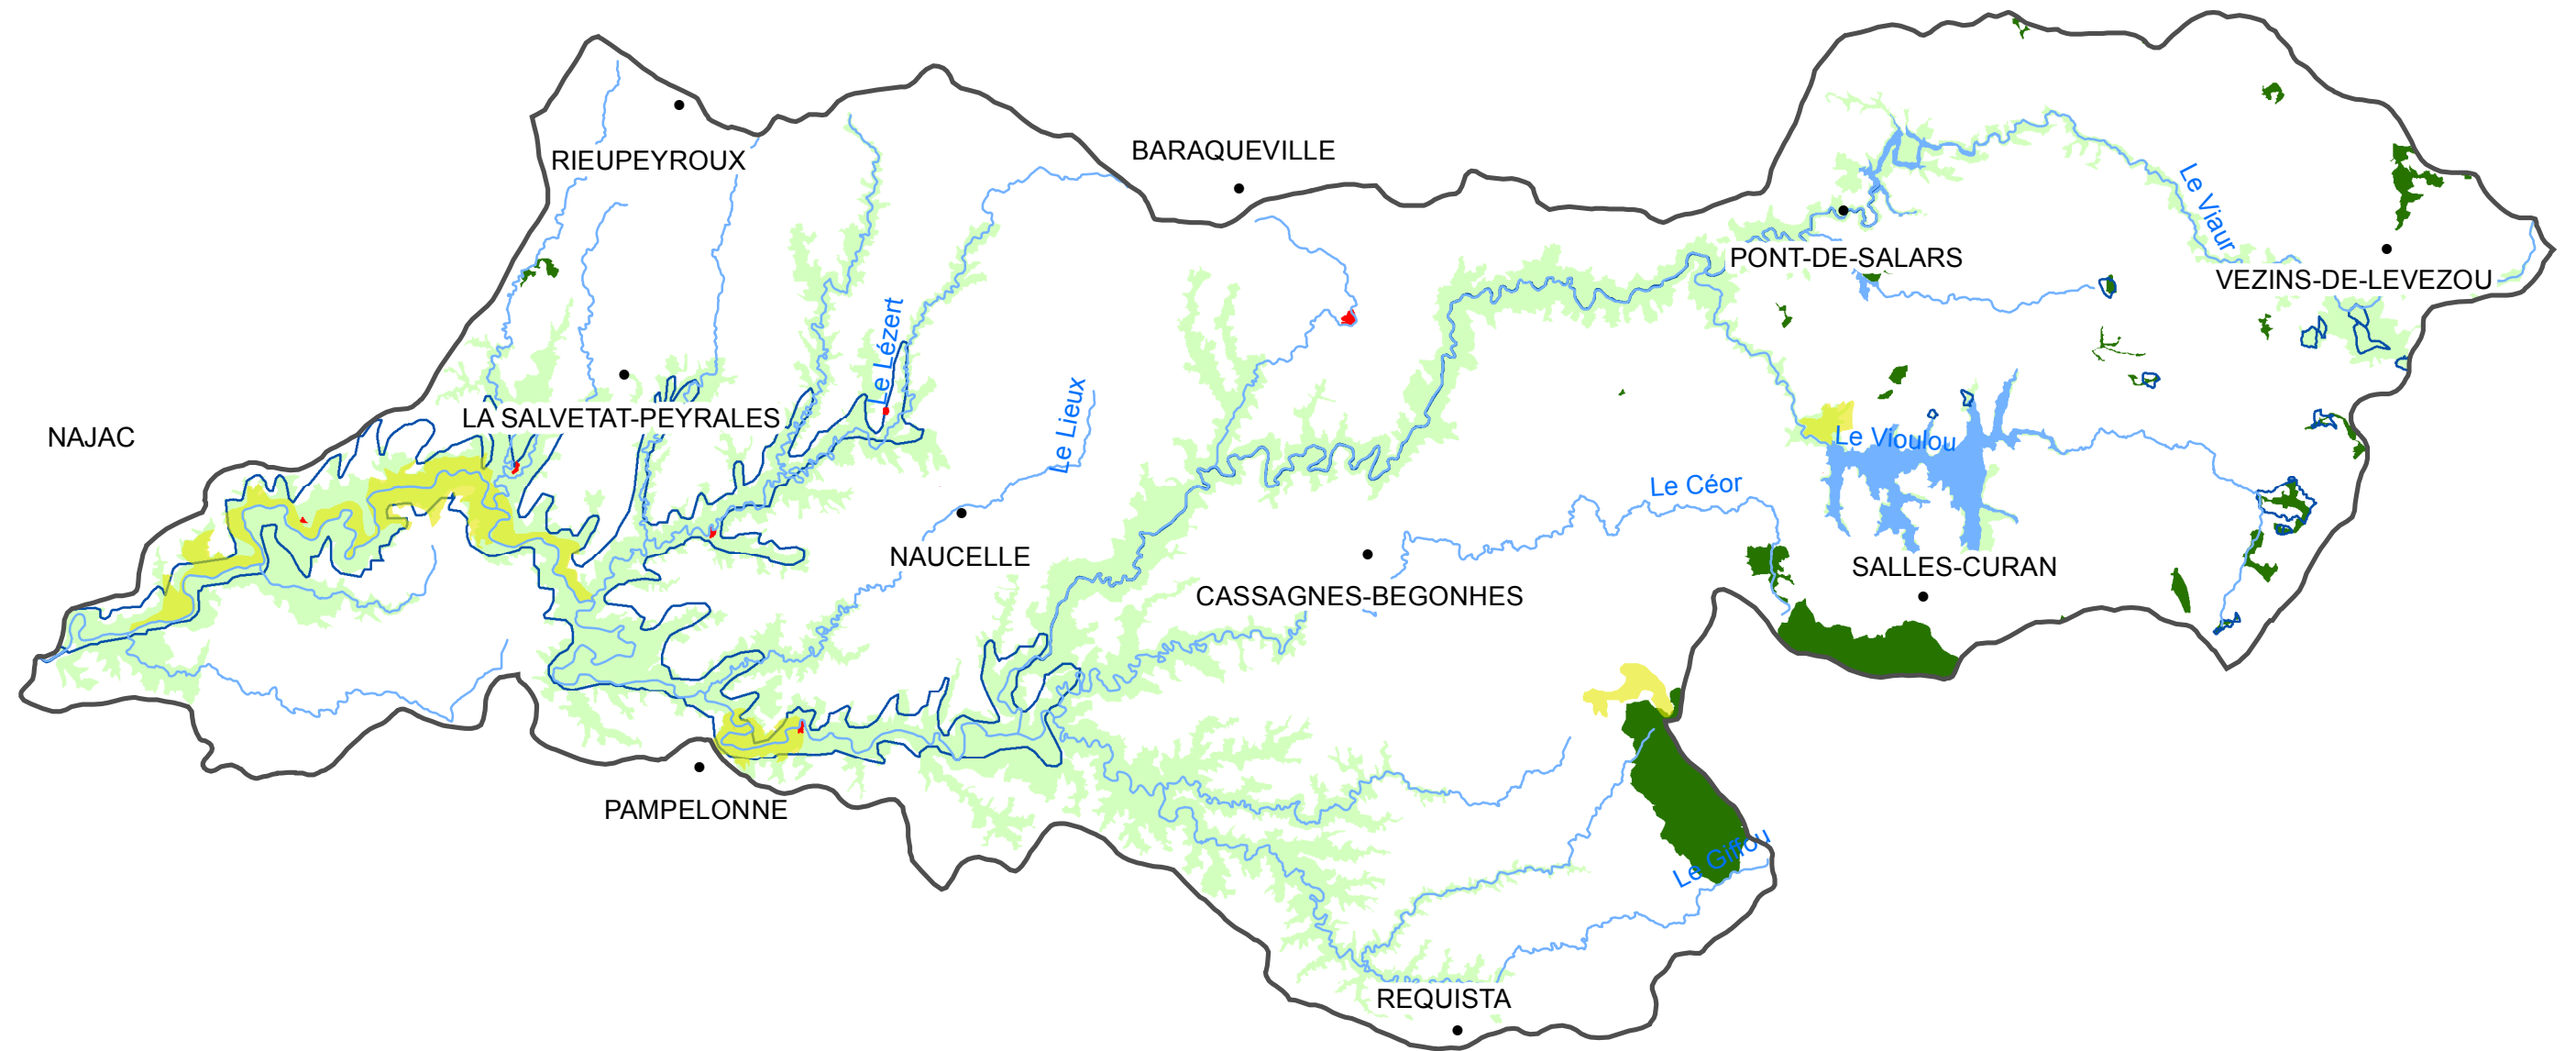 BARAQUEVILLE
RIEUPEYROUX
Le Viaur
PONT-DE-SALARS
VEZINS-DE-LEVEZOU
Le Lézert
LA SALVETAT-PEYRALES
Le Lieux
NAJAC
Le Vioulou
Le Céor
NAUCELLE
SALLES-CURAN
CASSAGNES-BEGONHES
PAMPELONNE
Le Giffou
REQUISTA